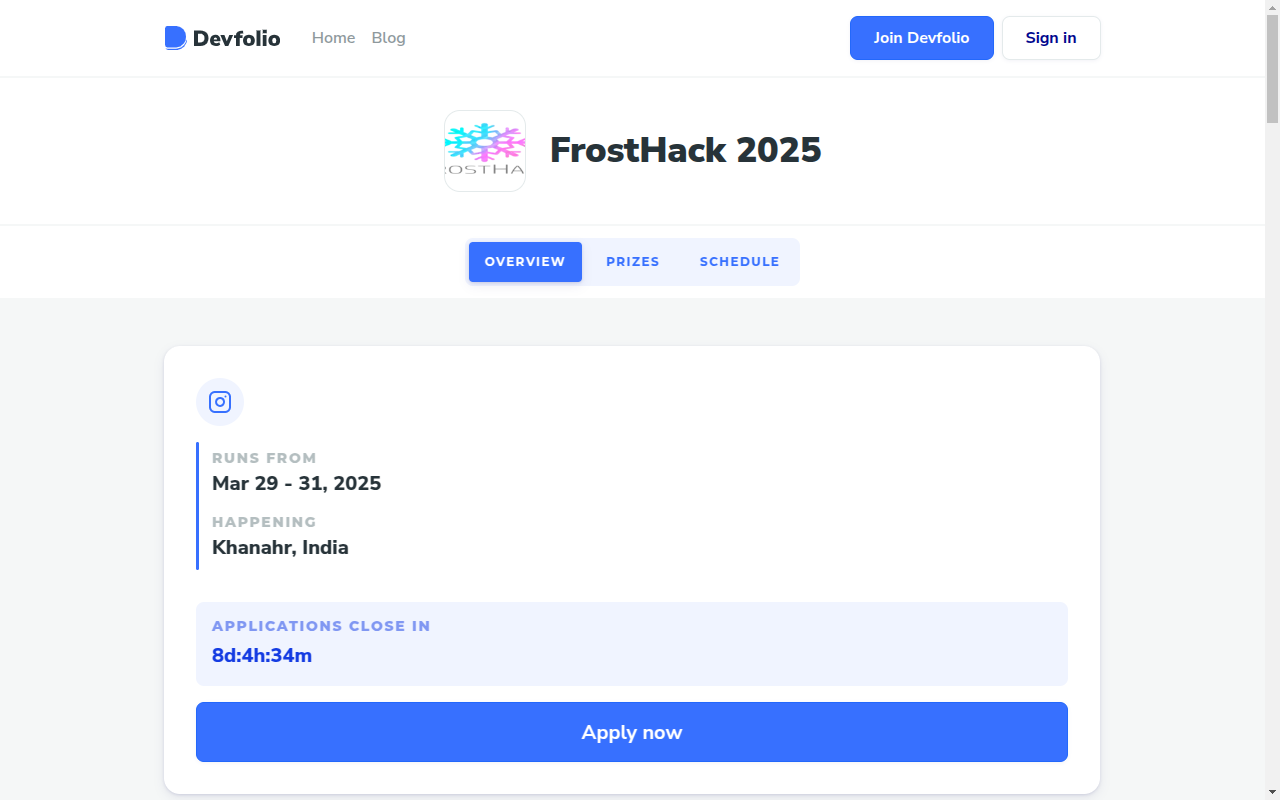 Devfolio
Home
Blog
Join Devfolio
Sign in
OSTHA
FrostHack 2025
OVERVIEW
PRIZES
SCHEDULE
RUNS FROM
Mar 29 - 31, 2025
HAPPENING
Khanahr, India
APPLICATIONS CLOSE IN
8d:4h:34m
Apply now